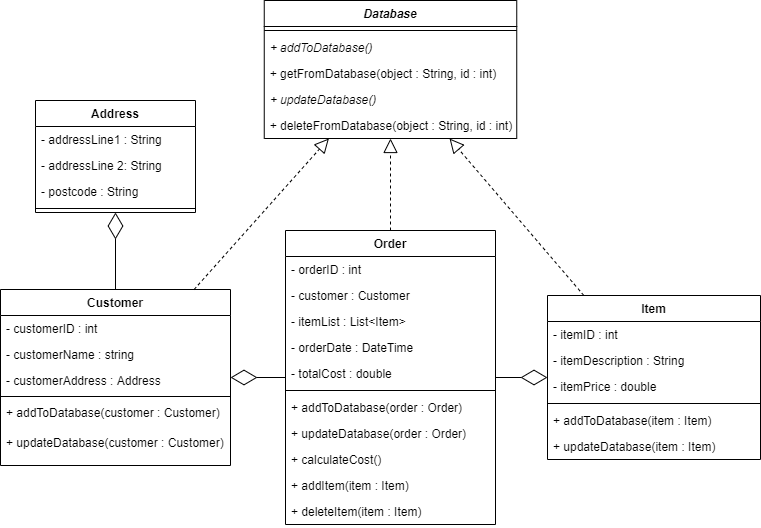 Database
+ addToDatabase()
+ getFromDatabase(object : String, id : int)
+ updateDatabase()
+ deleteFromDatabase(object : String, id : int)
Address
- addressLine1 : String
- addressLine 2: String
- postcode : String
Customer
- customerID : int
- customerName : string
- customerAddress : Address
+ addToDatabase(customer : Customer)
+ updateDatabase(customer : Customer)
Order
- orderID : int
- customer : Customer
- itemList : List<Item>
- orderDate : DateTime
- totalCost : double
+ addToDatabase(order : Order)
+ updateDatabase(order : Order)
+ calculateCost()
+ addItem(item : Item)
+ deleteItem(item : Item)
Item
- itemID : int
- itemDescription : String
- itemPrice : double
+ addToDatabase(item : Item)
+ updateDatabase(item : Item)